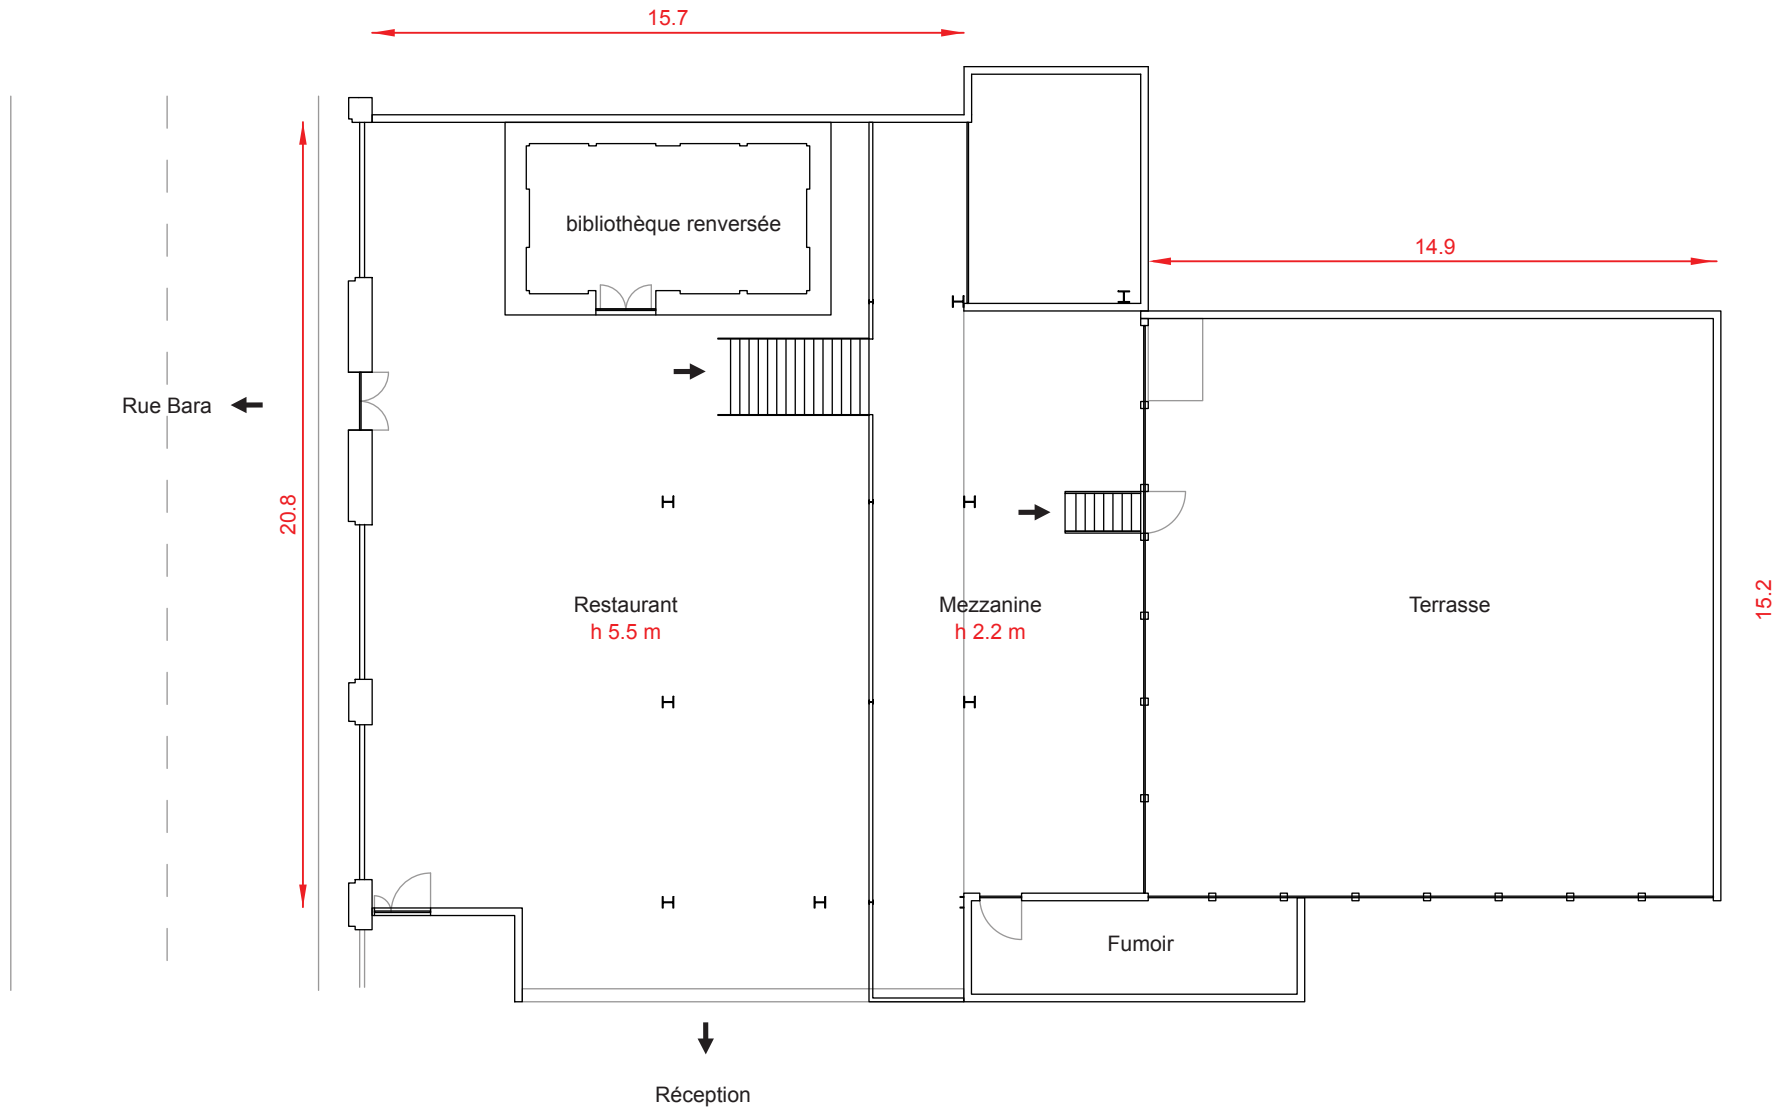 15.7
bibliothèque renversée
14.9
Rue Bara
20.8
Restaurant
h 5.5 m
Mezzanine
h 2.2 m
Terrasse
15.2
Fumoir
Réception